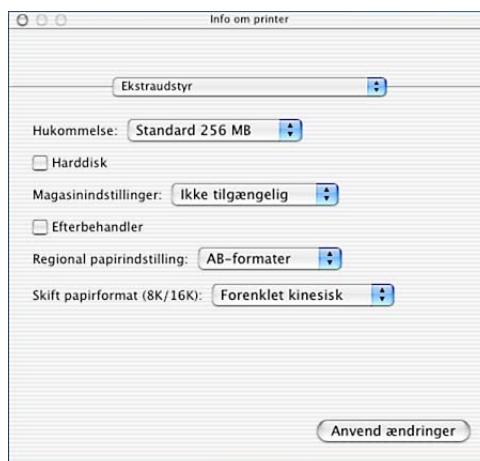 Info om printer
Ekstraudstyr
Hukommelse: Standard 256 MB
Harddisk
Magasinindstillinger: Ikke tilgængelig
Efterbehandler
Regional papirindstilling: AB-formater
Skift papirformat (8K/16K): Forenklet kinesisk
Anvend ændringer